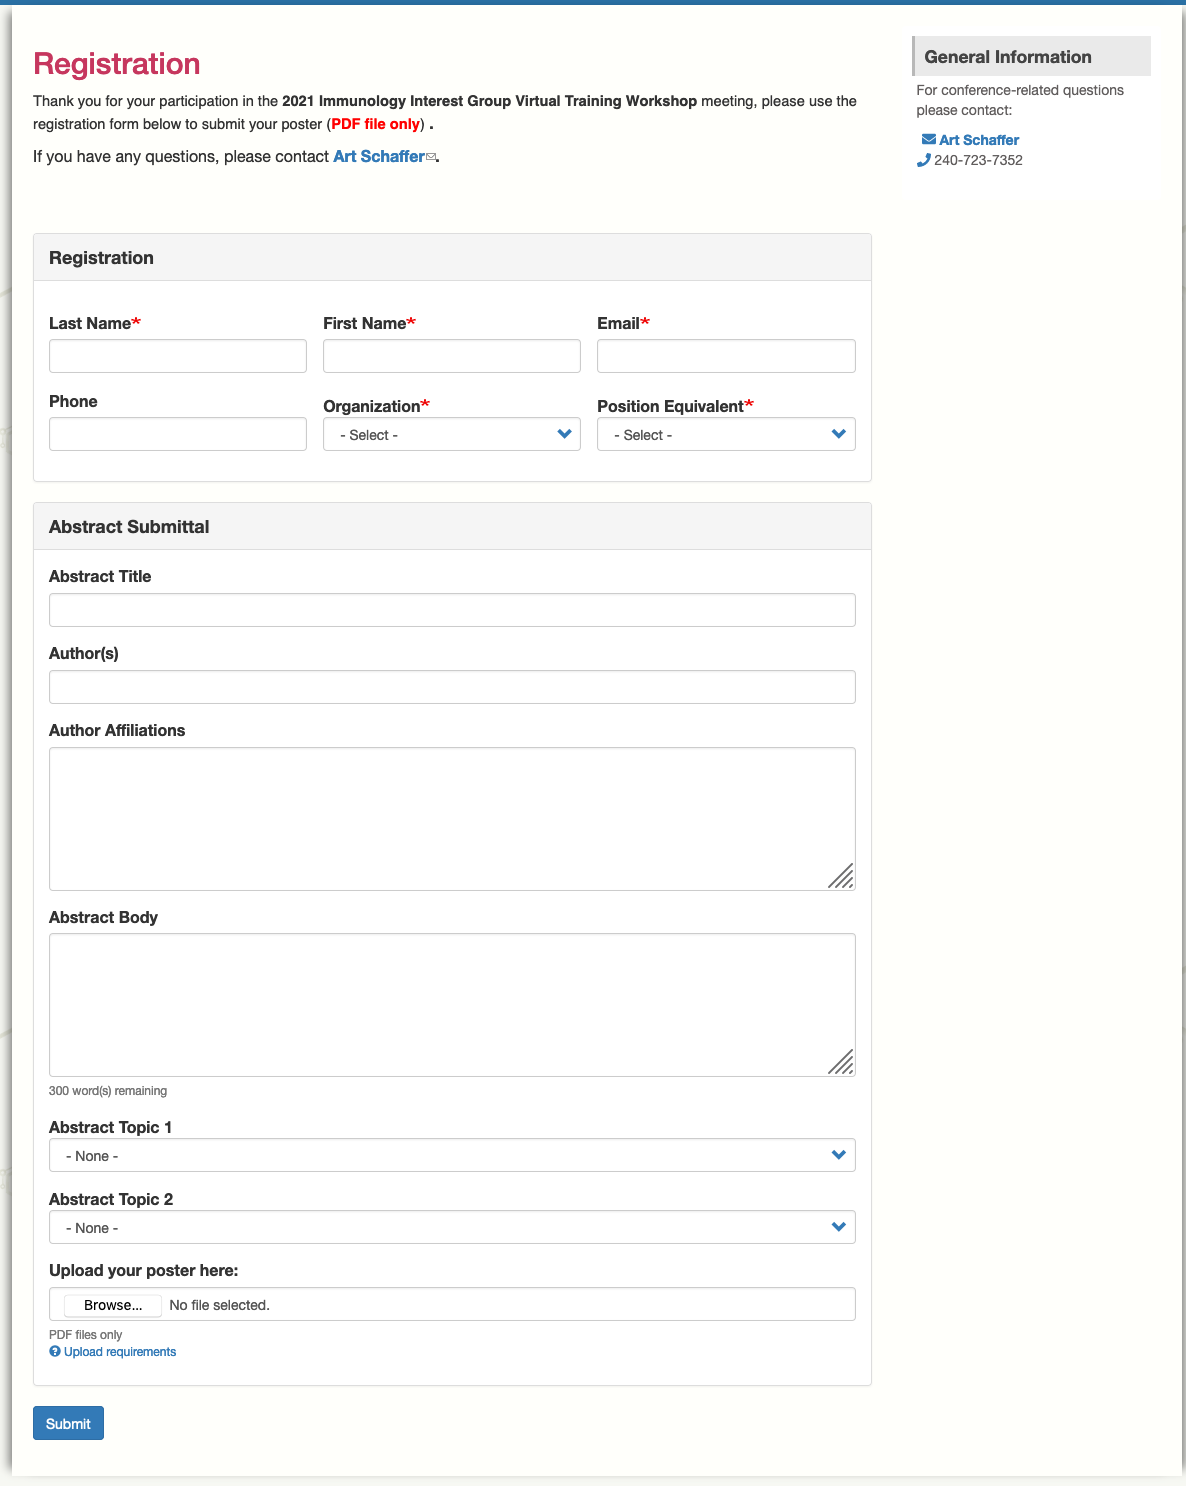 Registration
Thank you for your participation in the 2021 Immunology Interest Group Virtual Training Workshop meeting, please use the
registration form below to submit your poster (PDF file only) .
If you have any questions, please contact Art Schaffer.
General Information
For conference-related questions
please contact:
Art Schaffer
240-723-7352
Registration
Last Name* First Name* Email*
Phone Organization* Position Equivalent*
- Select - - Select -
Abstract Submittal
Abstract Title
Author(s)
Author Affiliations
Abstract Body
300 word(s) remaining
Abstract Topic 1
- None -
Abstract Topic 2
- None -
Upload your poster here:
Browse... No file selected.
PDF files only
Upload requirements
Submit